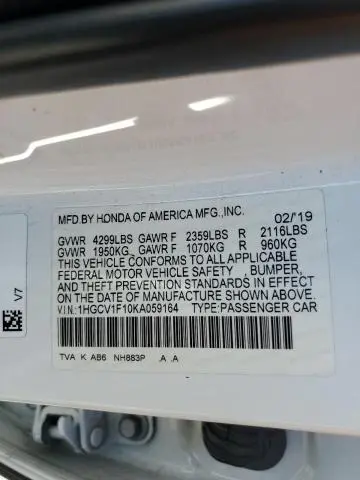 MFD BY HONDA OF AMERICA MFG.,INC. 02/'19
GVWR 4299LBS GAWR F 2359LBS R 2116LBS
GVWR 1950KG GAWR F 1070KG R 960KG
THIS VEHICLE CONFORMS TO ALL APPLICABLE
FEDERAL MOTOR VEHICLE SAFETY , BUMPER,
AND THEFT PREVENTION STANDARDS IN EFFECT
ON THE DATE OF MANUFACTURE SHOWN ABOVE.
V.I.N.:1HGCV1F10KA059164 TYPE:PASSENGER CAR
TVA K AB6 NH883P .A .A
V7